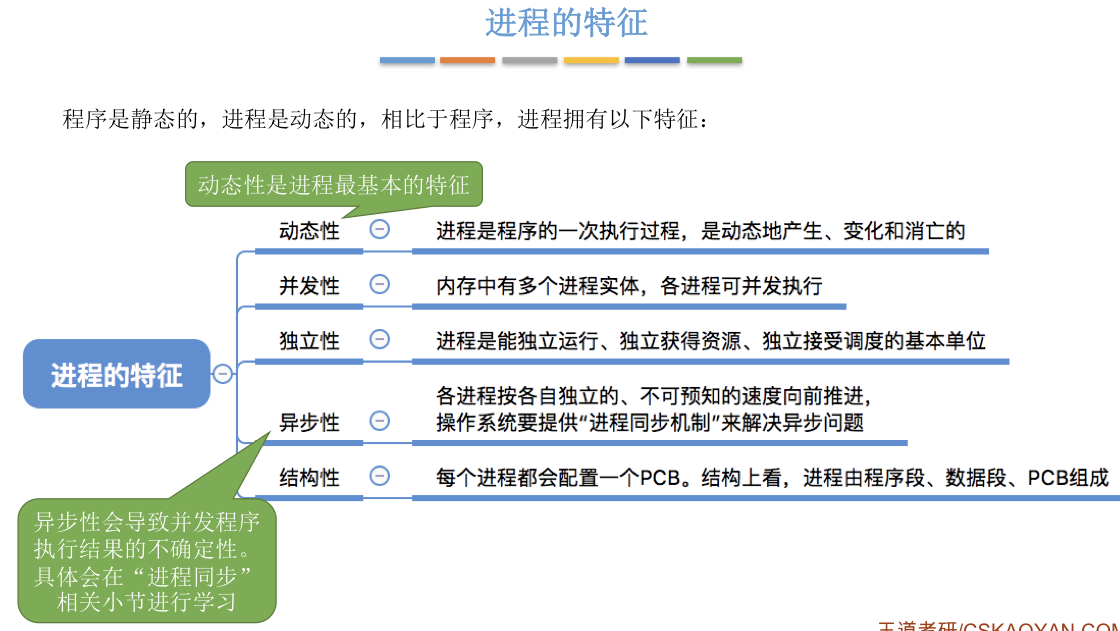 进程的特征
程序是静态的，进程是动态的，相比于程序，进程拥有以下特征：
动态性是进程最基本的特征
动态性
进程是程序的一次执行过程，是动态地产生、变化和消亡的
并发性
内存中有多个进程实体，各进程可并发执行
独立性
进程是能独立运行、独立获得资源、独立接受调度的基本单位
进程的特征
异步性
各进程按各自独立的、不可预知的速度向前推进，
操作系统要提供“进程同步机制”来解决异步问题
结构性
每个进程都会配置一个PCB。结构上看，进程由程序段、数据段、PCB组成
异步性会导致并发程序
执行结果的不确定性。
具体会在“进程同步”
相关小节进行学习
王道考研/CSKAOYAN.COM